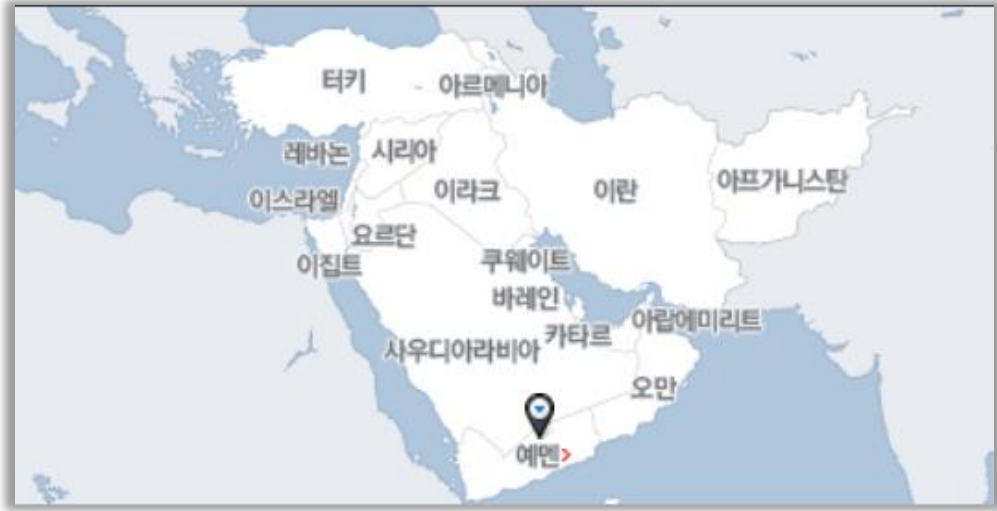 터키
아르메니아
레바논
시리아
이스라엘
이라크
이란
아프가니스탄
요르단
이집트
쿠웨이트
바레인
아랍에미리트
카타르
사우디아라비아
오만
예멘>